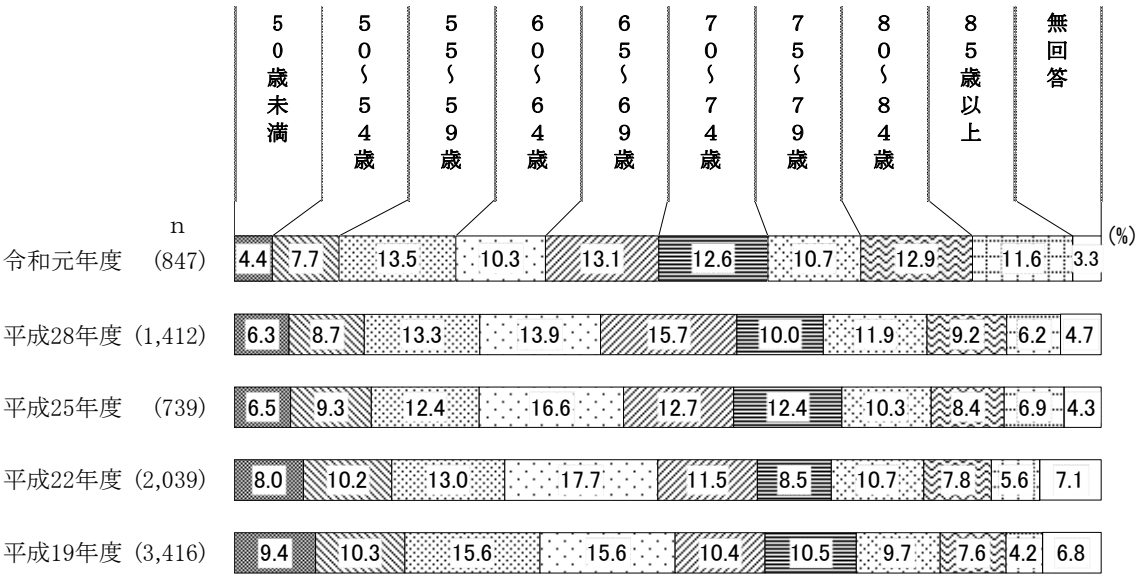 50歳未満
50～54歳
55～59歳
60～64歳
65～69歳
70～74歳
75～79歳
80～84歳
85歳以上
無回答
n
(%)
令和元年度 (847) 4.4 7.7 13.5 10.3 13.1 12.6 10.7 12.9 11.6 3.3
平成28年度 (1,412) 6.3 8.7 13.3 13.9 15.7 10.0 11.9 9.2 6.2 4.7
平成25年度 (739) 6.5 9.3 12.4 16.6 12.7 12.4 10.3 8.4 6.9 4.3
平成22年度 (2,039) 8.0 10.2 13.0 17.7 11.5 8.5 10.7 7.8 5.6 7.1
平成19年度 (3,416) 9.4 10.3 15.6 15.6 10.4 10.5 9.7 7.6 4.2 6.8